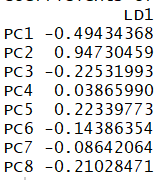 LD1
PC1 -0.49434368
PC2 0.94730459
PC3 -0.22531993
PC4 0.03865990
PC5 0.22339773
PC6 -0.14386354
PC7 -0.08642064
PC8 -0.21028471